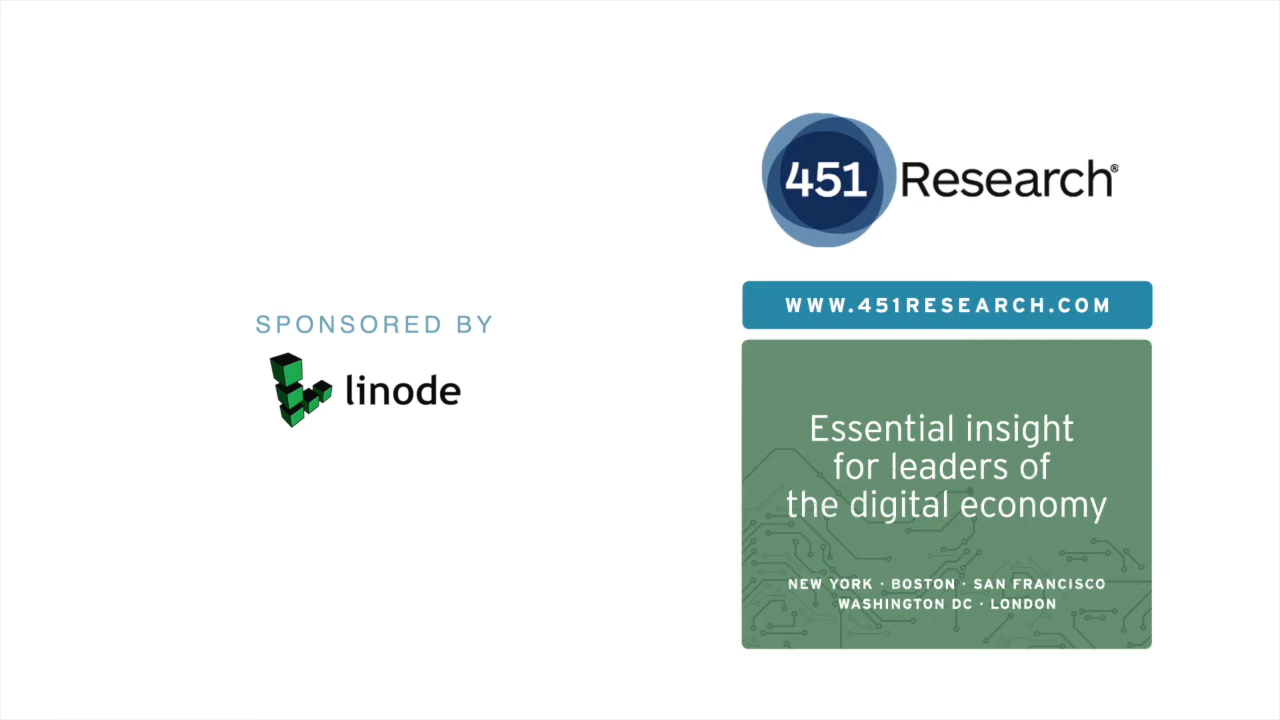 SPONSORED BY
linode
451 Research®
WWW.451RESEARCH.COM
Essential insight
for leaders of
the digital economy
NEW YORK · BOSTON · SAN FRANCISCO
WASHINGTON DC · LONDON